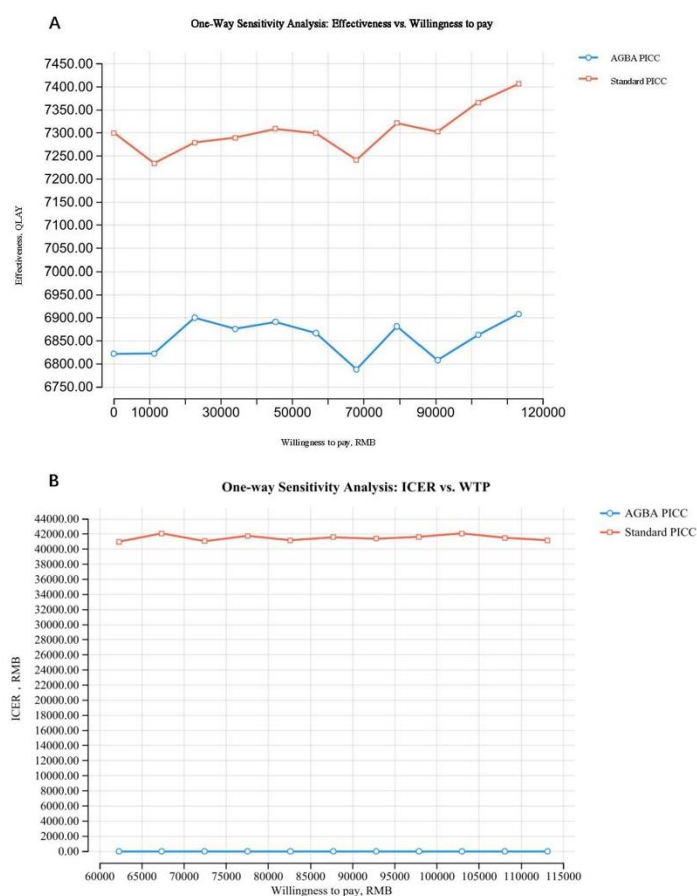 A
One-Way Sensitivity Analysis: Effectiveness vs. Willingness to pay
AGBA PICC
Standard PICC
7450.00
7400.00
7350.00
7300.00
7250.00
7200.00
7150.00
7100.00
7050.00
7000.00
6950.00
6900.00
6850.00
6800.00
6750.00
Effectiveness, QLAY
0 10000 30000 50000 70000 90000 120000
Willingness to pay, RMB
B
One-way Sensitivity Analysis: ICER vs. WTP
AGBA PICC
Standard PICC
44000.00
42000.00
40000.00
38000.00
36000.00
34000.00
32000.00
30000.00
28000.00
26000.00
24000.00
22000.00
20000.00
18000.00
16000.00
14000.00
12000.00
10000.00
8000.00
6000.00
4000.00
2000.00
0.00
ICER , RMB
60000 65000 70000 75000 80000 85000 90000 95000 100000 105000 110000 115000
Willingness to pay, RMB